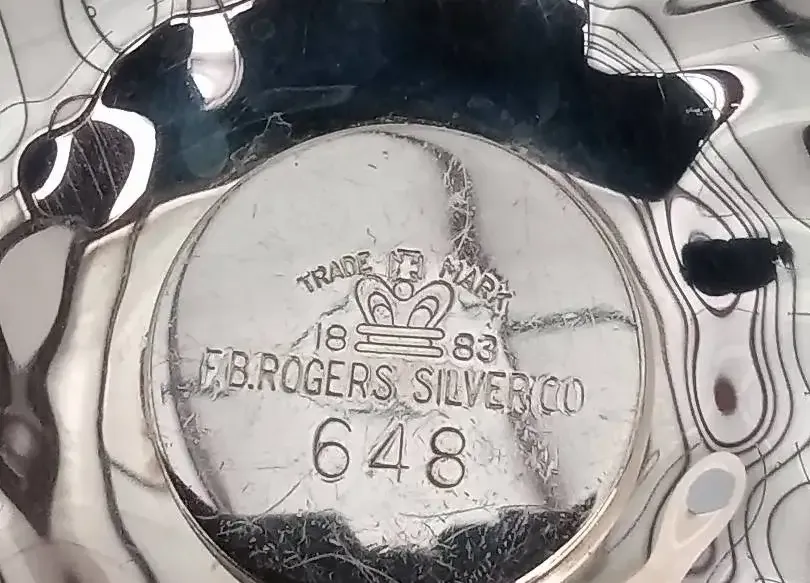 TRADE MARK
18 83
F.B.ROGERS SILVER CO
648